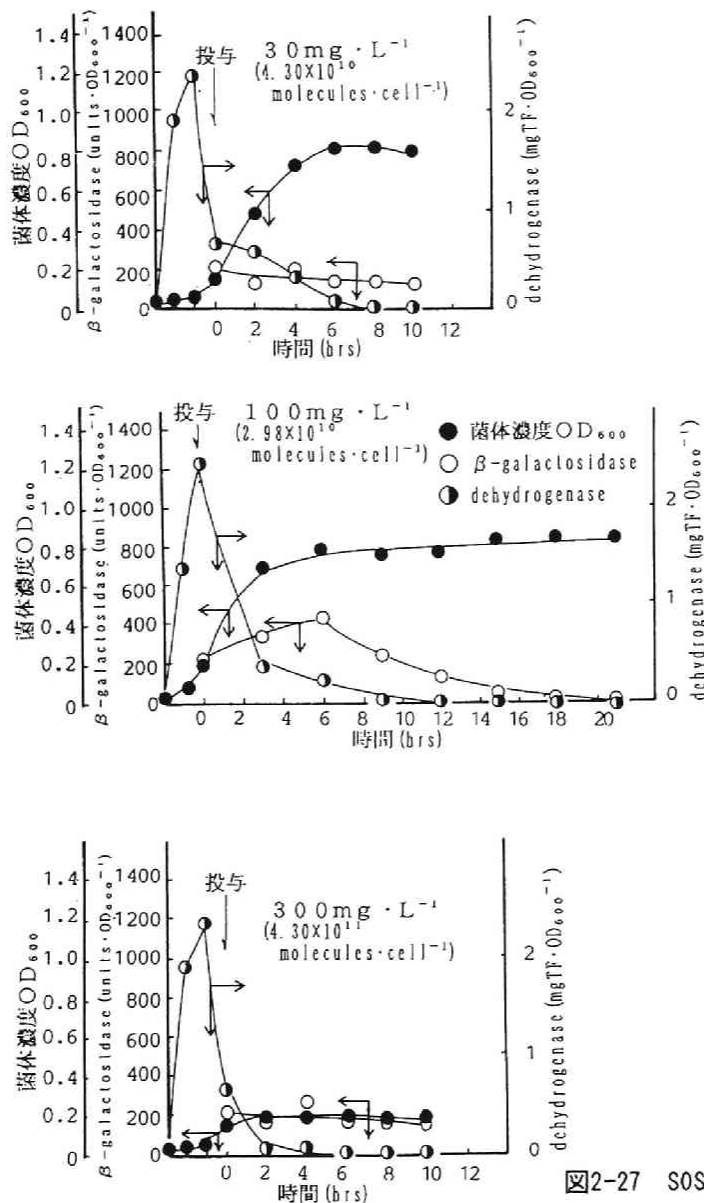 菌体濃度OD₆₀₀
β-galactosidase (units·OD₆₀₀⁻¹)
1.4
1.2
1.0
0.8
0.6
0.4
0.2
0
1400
1200
1000
800
600
400
200
0
投与
30mg·L⁻¹
(4.30×10¹⁰
molecules·cell⁻¹)
2
1
0
dehydrogenase (mgTF·OD₆₀₀⁻¹)
0 2 4 6 8 10 12
時間 (hrs)
菌体濃度OD₆₀₀
β-galactosidase (units·OD₆₀₀⁻¹)
1.4
1.2
1.0
0.8
0.6
0.4
0.2
0
1400
1200
1000
800
600
400
200
0
投与
100mg·L⁻¹
(2.98×10¹⁰
molecules·cell⁻¹)
● 菌体濃度OD₆₀₀
○ β-galactosidase
◑ dehydrogenase
2
1
0
dehydrogenase (mgTF·OD₆₀₀⁻¹)
0 2 4 6 8 10 12 14 16 18 20
時間 (hrs)
菌体濃度OD₆₀₀
β-galactosidase (units·OD₆₀₀⁻¹)
1.4
1.2
1.0
0.8
0.6
0.4
0.2
0
1400
1200
1000
800
600
400
200
0
投与
300mg·L⁻¹
(4.30×10¹¹
molecules·cell⁻¹)
2
1
0
dehydrogenase (mgTF·OD₆₀₀⁻¹)
0 2 4 6 8 10 12
時間 (hrs)
図2-27 SOS